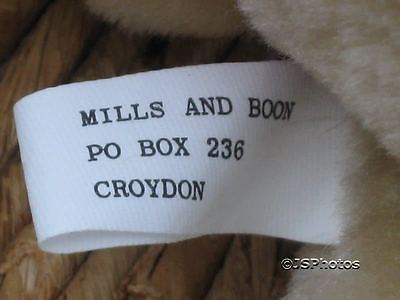 MILLS AND BOON
PO BOX 236
CROYDON
©JSPhotos